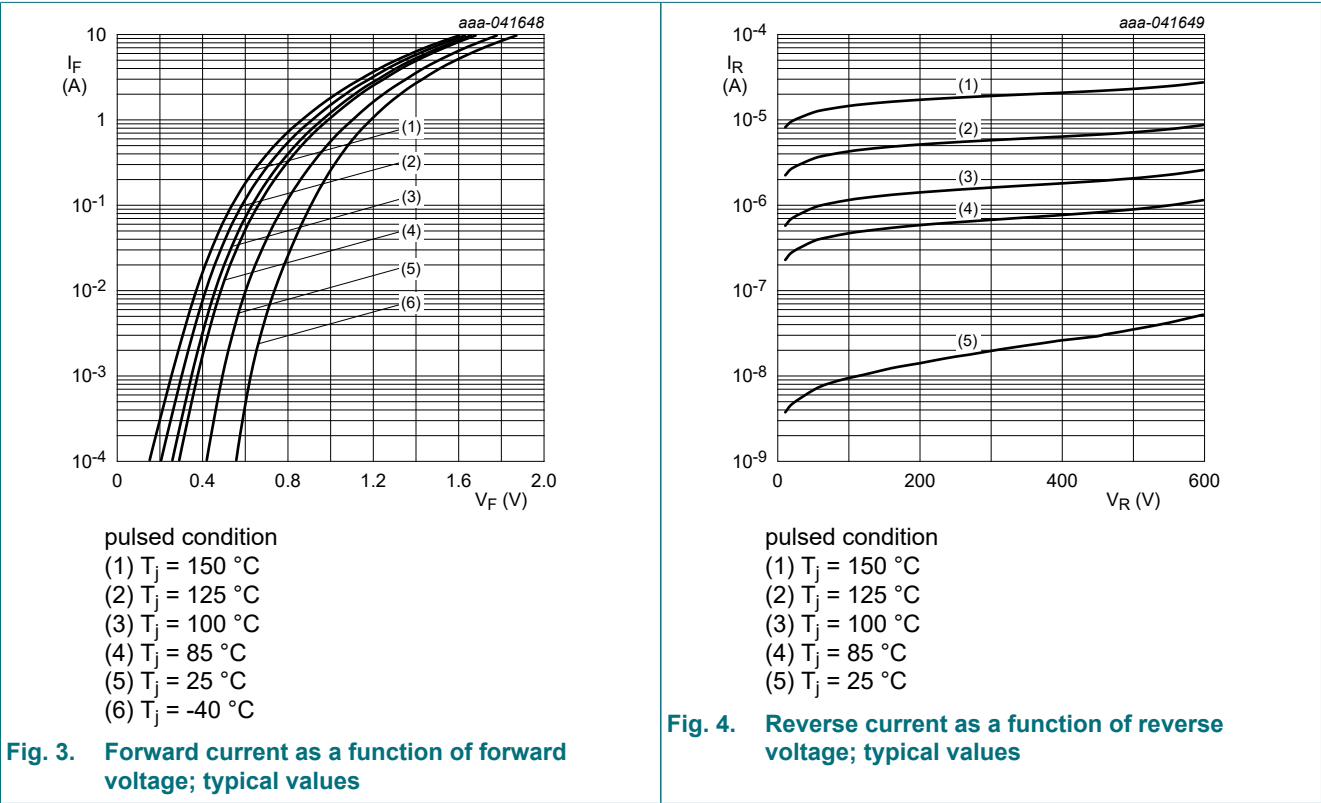 aaa-041648
10
I_F
(A)
1
10⁻¹
10⁻²
10⁻³
10⁻⁴
(1)
(2)
(3)
(4)
(5)
(6)
0 0.4 0.8 1.2 1.6 2.0
V_F (V)
pulsed condition
(1) T_j = 150 °C
(2) T_j = 125 °C
(3) T_j = 100 °C
(4) T_j = 85 °C
(5) T_j = 25 °C
(6) T_j = -40 °C
Fig. 3. Forward current as a function of forward
voltage; typical values
aaa-041649
10⁻⁴
I_R
(A)
10⁻⁵
10⁻⁶
10⁻⁷
10⁻⁸
10⁻⁹
(1)
(2)
(3)
(4)
(5)
0 200 400 600
V_R (V)
pulsed condition
(1) T_j = 150 °C
(2) T_j = 125 °C
(3) T_j = 100 °C
(4) T_j = 85 °C
(5) T_j = 25 °C
Fig. 4. Reverse current as a function of reverse
voltage; typical values